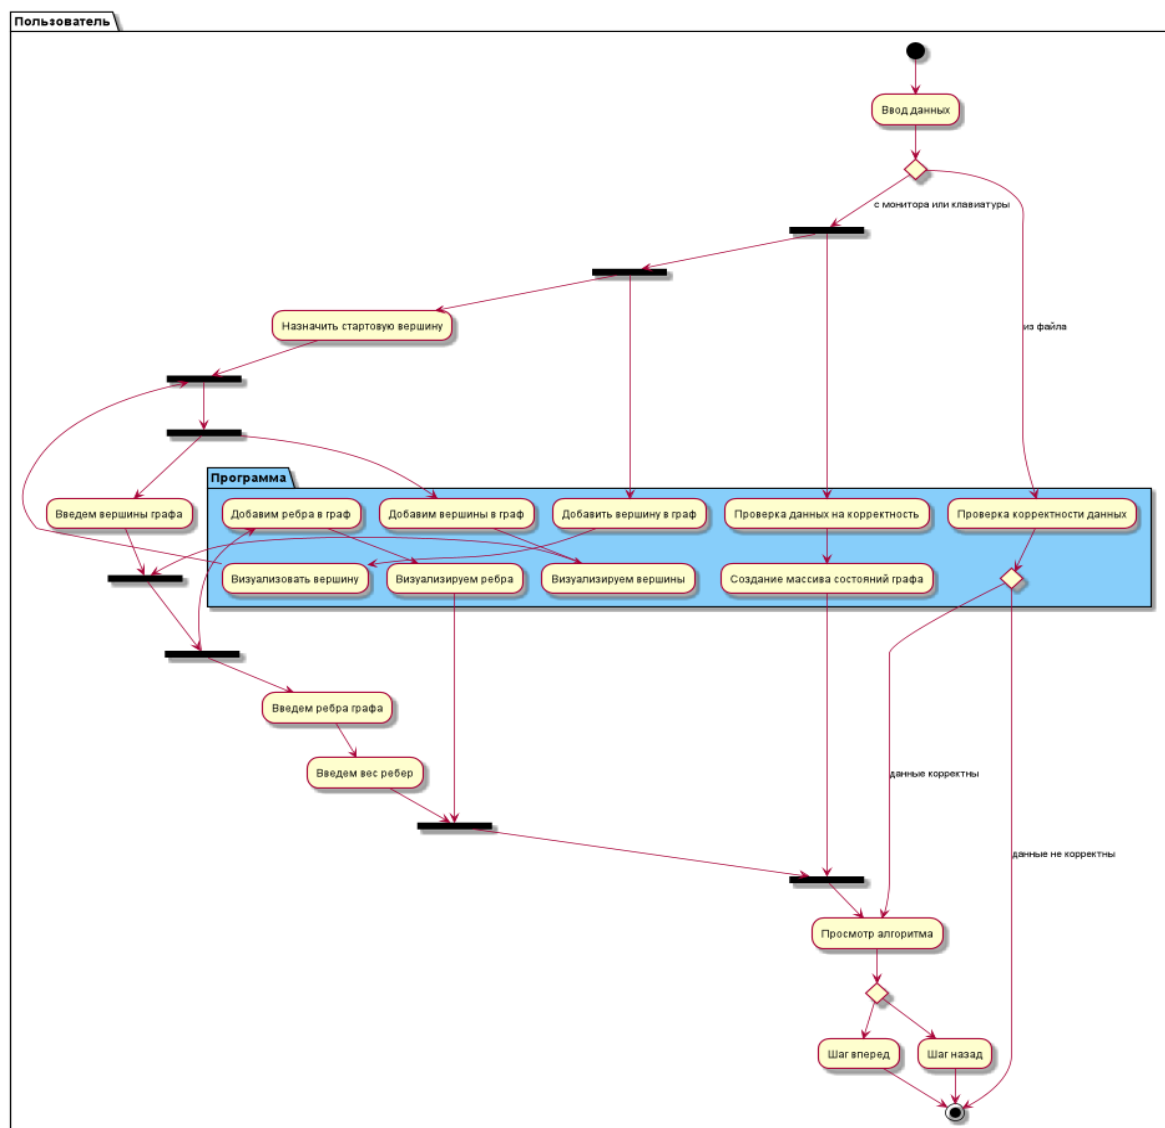 Пользователь
Ввод данных
с монитора или клавиатуры
Назначить стартовую вершину
из файла
Программа
Введем вершины графа
Добавим ребра в граф
Добавим вершины в граф
Добавить вершину в граф
Проверка данных на корректность
Проверка корректности данных
Визуализовать вершину
Визуализируем ребра
Визуализируем вершины
Создание массива состояний графа
Введем ребра графа
Введем вес ребер
данные корректны
данные не корректны
Просмотр алгоритма
Шаг вперед
Шаг назад